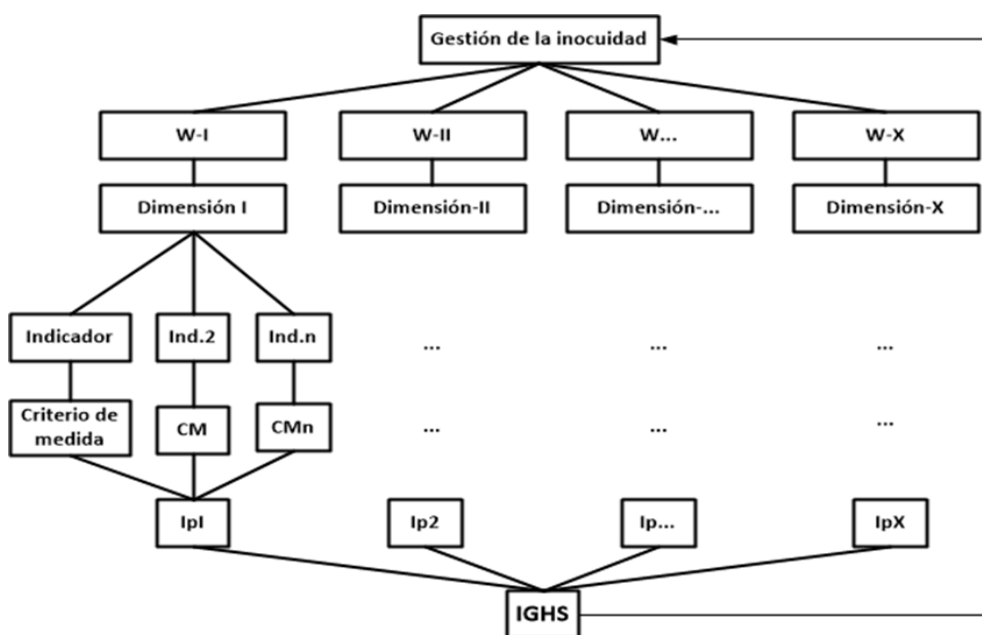 Gestión de la inocuidad
W-I
W-II
W...
W-X
Dimensión I
Dimensión-II
Dimensión-...
Dimensión-X
Indicador
Ind.2
Ind.n
...
...
...
Criterio de
medida
CM
CMn
...
...
...
IpI
Ip2
Ip...
IpX
IGHS